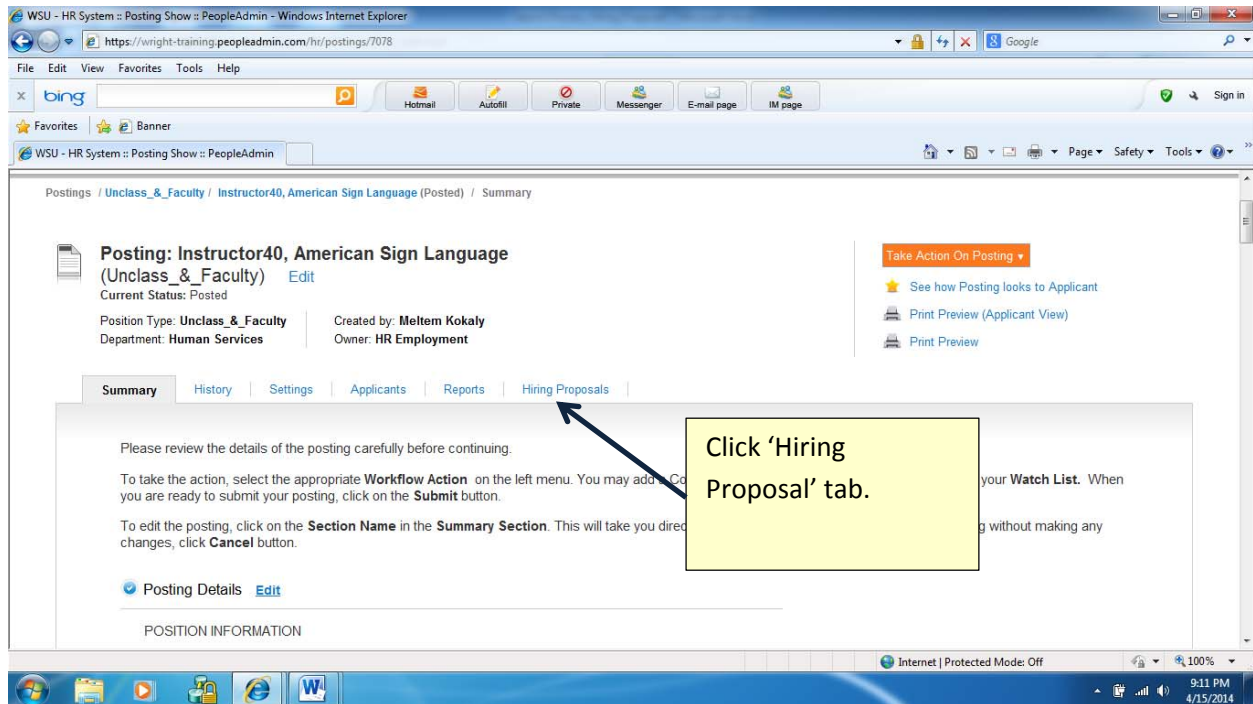 WSU - HR System :: Posting Show :: PeopleAdmin - Windows Internet Explorer
https://wright-training.peopleadmin.com/hr/postings/7078
Google
File Edit View Favorites Tools Help
x bing
Hotmail Autofill Private Messenger E-mail page IM page
Sign in
Favorites Banner
WSU - HR System :: Posting Show :: PeopleAdmin
Page Safety Tools
Postings / Unclass_&_Faculty / Instructor40, American Sign Language (Posted) / Summary
Posting: Instructor40, American Sign Language
(Unclass_&_Faculty) Edit
Current Status: Posted
Position Type: Unclass_&_Faculty Created by: Meltem Kokaly
Department: Human Services Owner: HR Employment
Take Action On Posting
See how Posting looks to Applicant
Print Preview (Applicant View)
Print Preview
Summary History Settings Applicants Reports Hiring Proposals
Click ‘Hiring
Proposal’ tab.
Please review the details of the posting carefully before continuing.
To take the action, select the appropriate Workflow Action on the left menu. You may add a Co your Watch List. When
you are ready to submit your posting, click on the Submit button.
To edit the posting, click on the Section Name in the Summary Section. This will take you direc g without making any
changes, click Cancel button.
Posting Details Edit
POSITION INFORMATION
Internet | Protected Mode: Off 100%
9:11 PM
4/15/2014